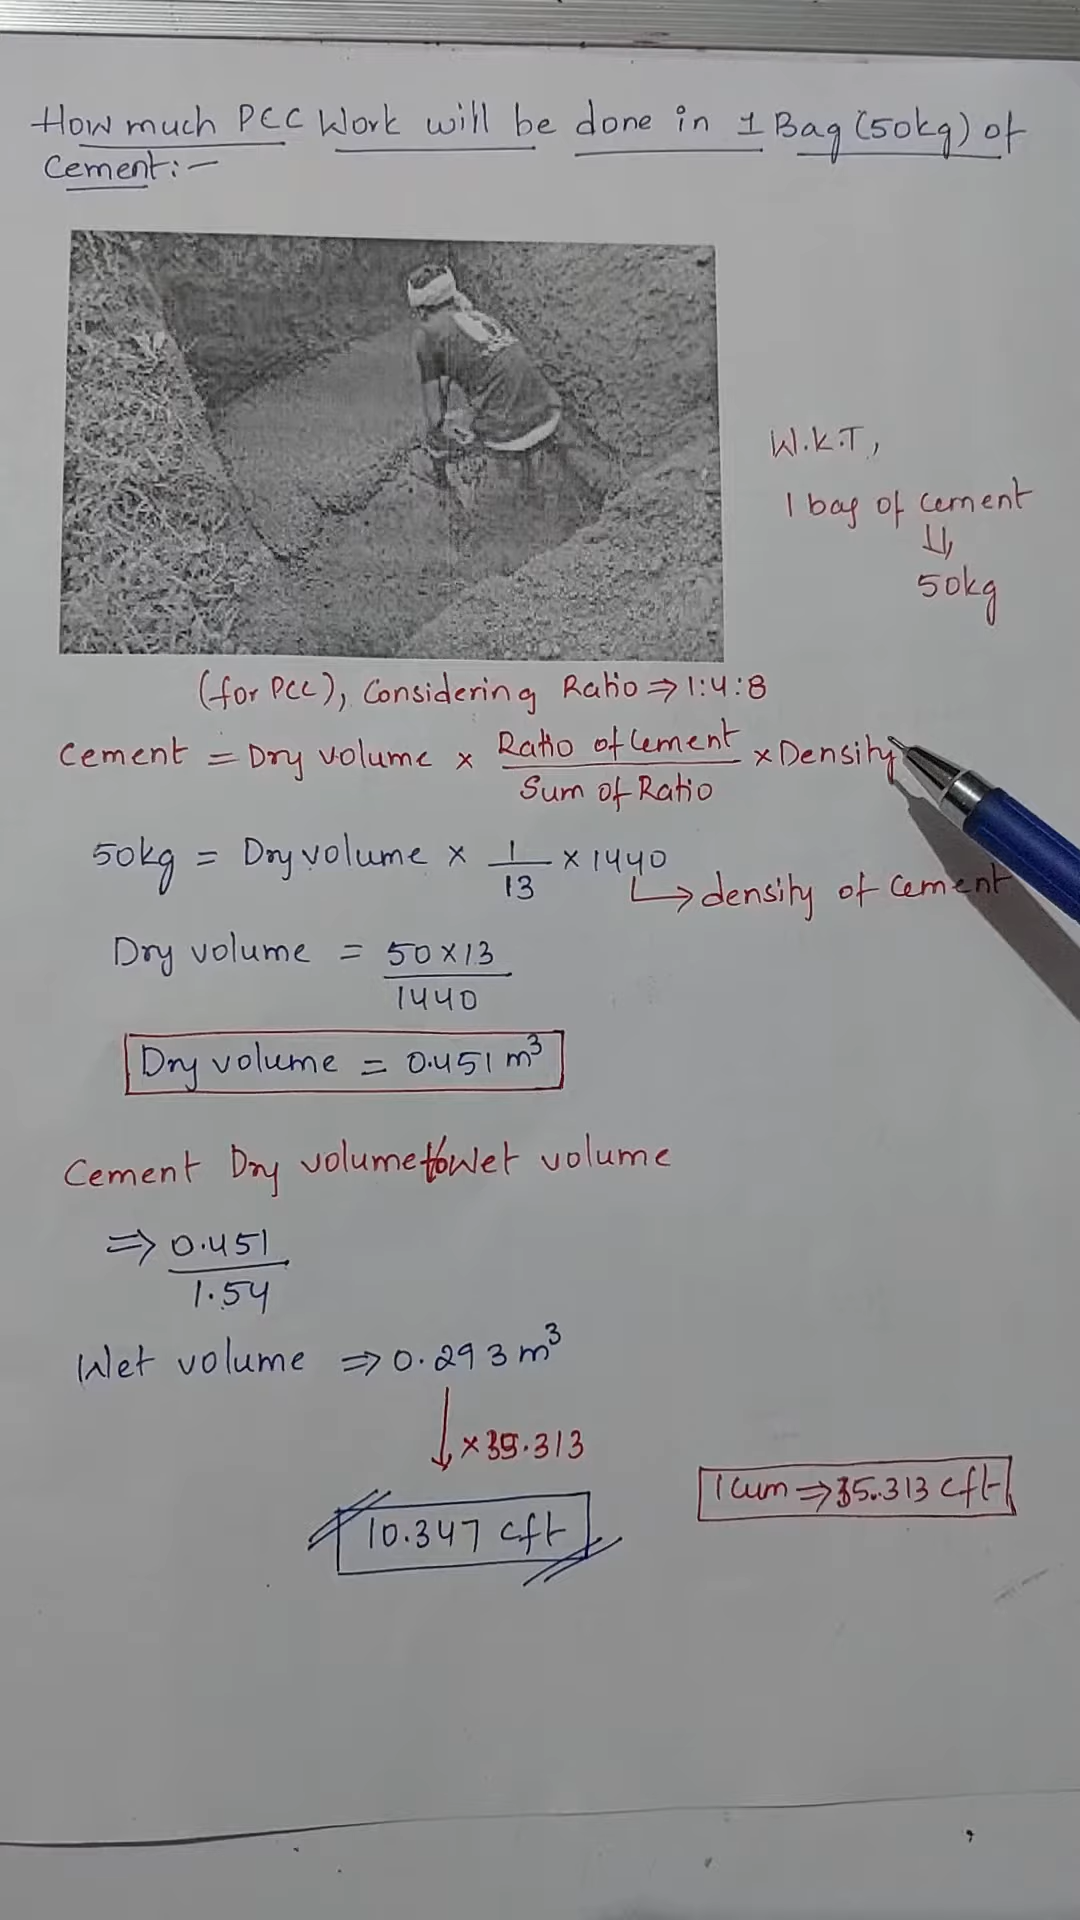 How much PCC Work will be done in 1 Bag (50kg) of
Cement:-
W.K.T,
1 bag of cement
⇓
50kg
(for PCC), Considering Ratio ⇒ 1:4:8
Cement = Dry volume × Ratio of Cement / Sum of Ratio × Density
50kg = Dry volume × 1/13 × 1440
↳ density of cement
Dry volume = 50×13 / 1440
Dry volume = 0.451 m³
Cement Dry volume to Wet volume
⇒ 0.451 / 1.54
Wet volume ⇒ 0.293 m³
↓ ×35.313
1 Cum ⇒ 35.313 cft
10.347 cft